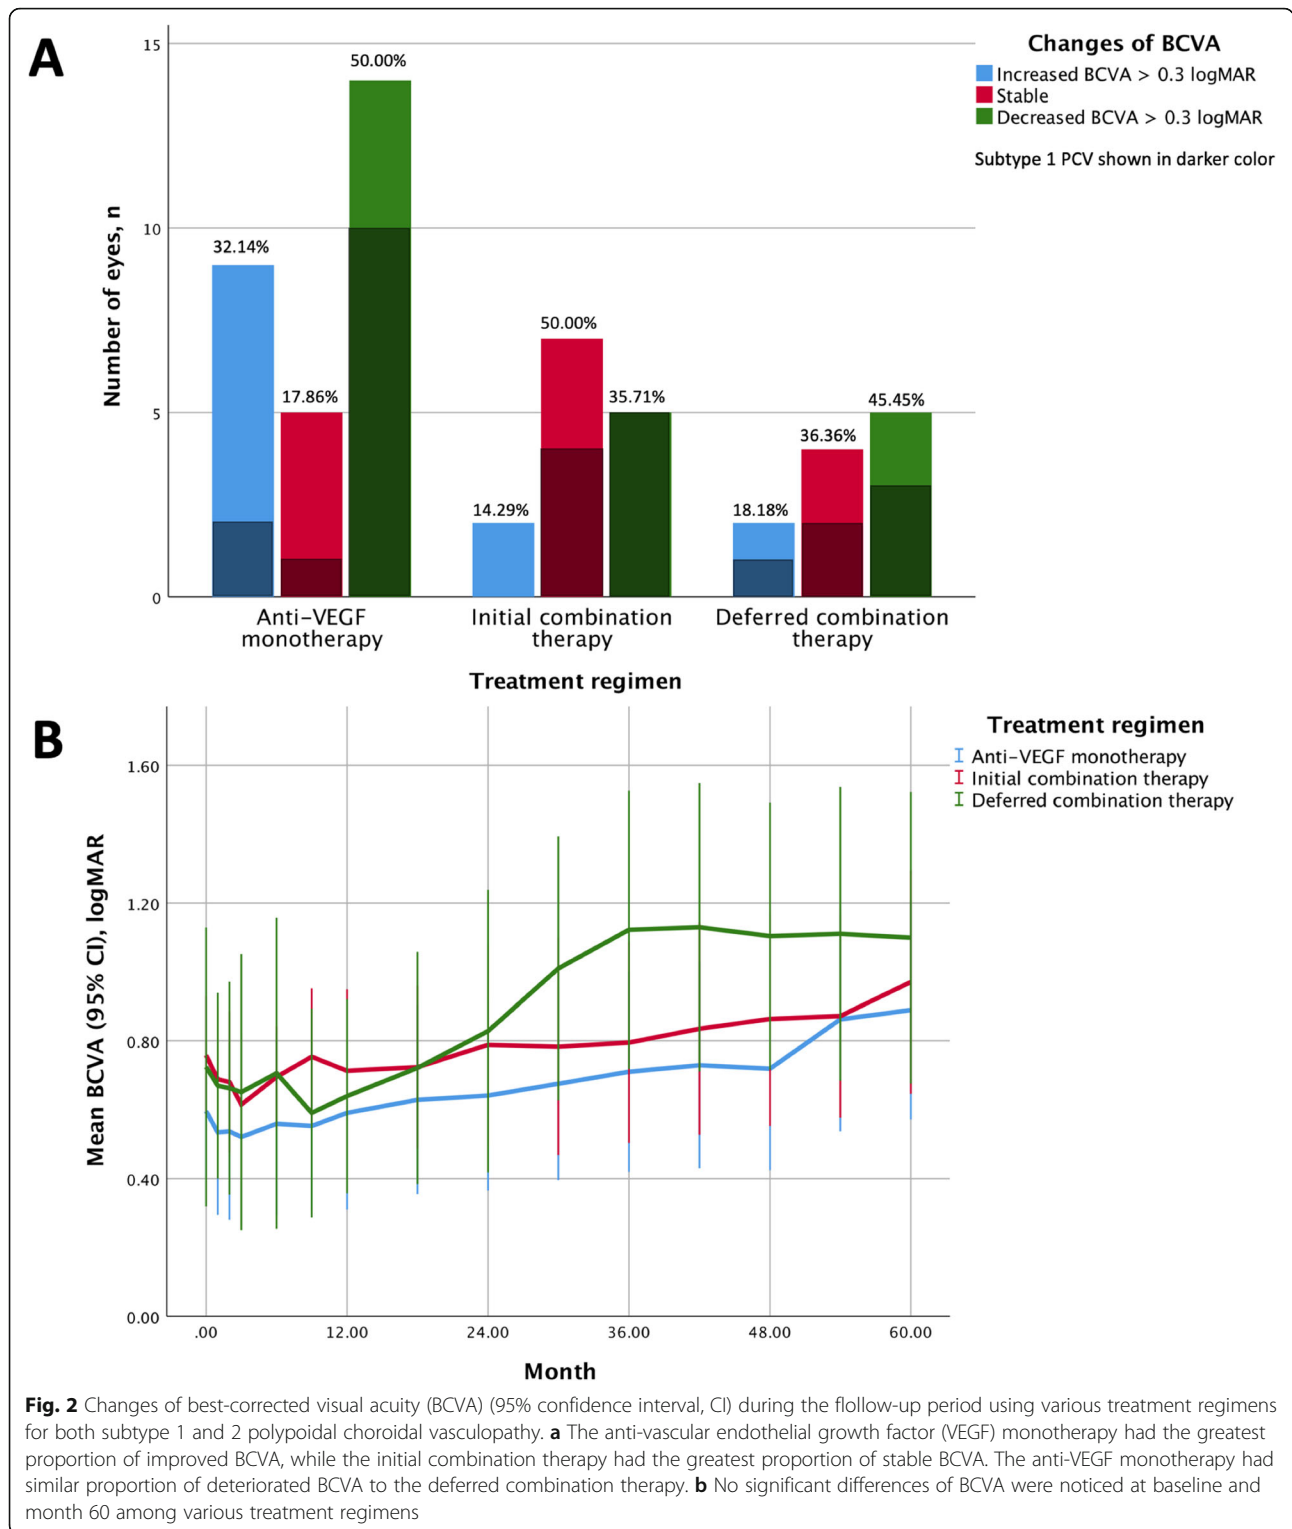 A
Changes of BCVA
Increased BCVA > 0.3 logMAR
Stable
Decreased BCVA > 0.3 logMAR
Subtype 1 PCV shown in darker color
Number of eyes, n
15
10
5
0
32.14%
17.86%
50.00%
14.29%
50.00%
35.71%
18.18%
36.36%
45.45%
Anti-VEGF
monotherapy
Initial combination
therapy
Deferred combination
therapy
Treatment regimen
B
Treatment regimen
Anti-VEGF monotherapy
Initial combination therapy
Deferred combination therapy
Mean BCVA (95% CI), logMAR
1.60
1.20
0.80
0.40
0.00
.00
12.00
24.00
36.00
48.00
60.00
Month
Fig. 2 Changes of best-corrected visual acuity (BCVA) (95% confidence interval, CI) during the flollow-up period using various treatment regimens
for both subtype 1 and 2 polypoidal choroidal vasculopathy. a The anti-vascular endothelial growth factor (VEGF) monotherapy had the greatest
proportion of improved BCVA, while the initial combination therapy had the greatest proportion of stable BCVA. The anti-VEGF monotherapy had
similar proportion of deteriorated BCVA to the deferred combination therapy. b No significant differences of BCVA were noticed at baseline and
month 60 among various treatment regimens